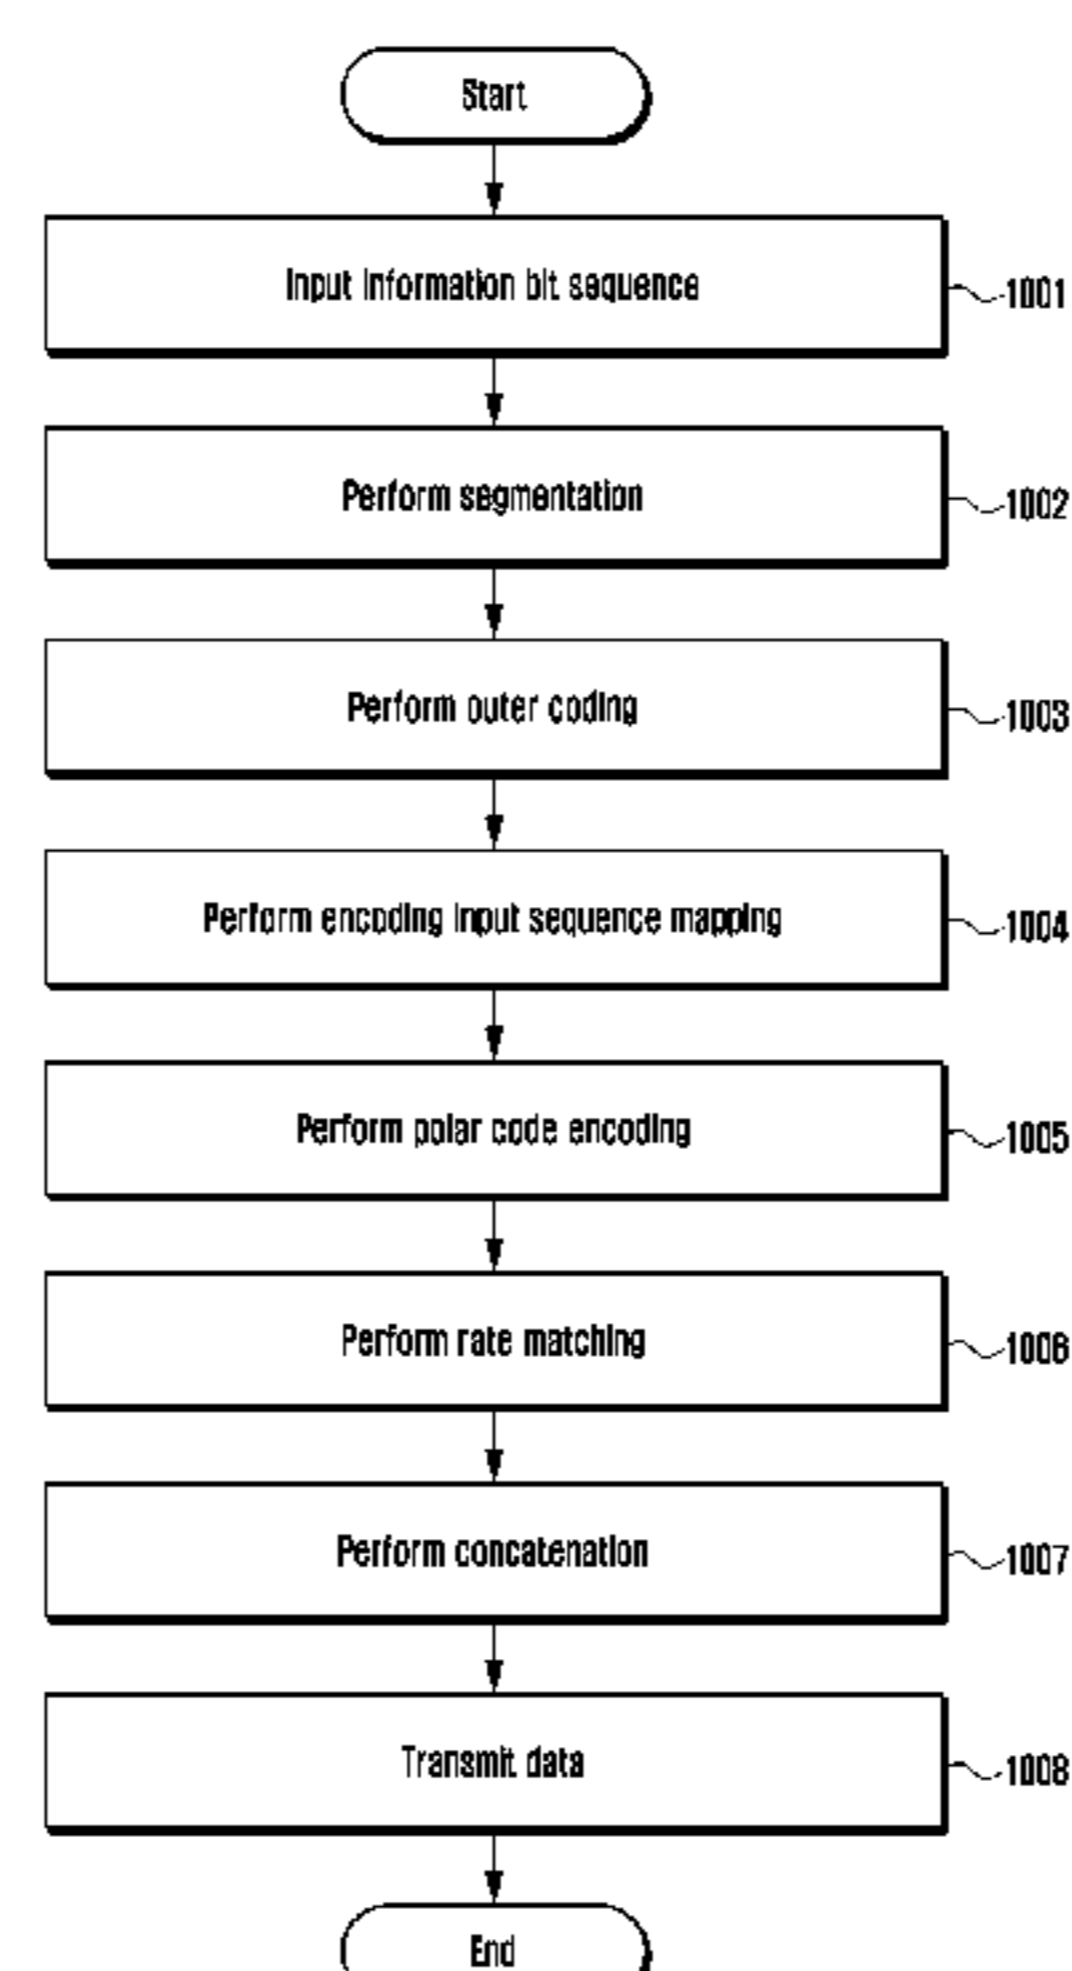 Start
Input information bit sequence
1001
Perform segmentation
1002
Perform outer coding
1003
Perform encoding input sequence mapping
1004
Perform polar code encoding
1005
Perform rate matching
1006
Perform concatenation
1007
Transmit data
1008
End